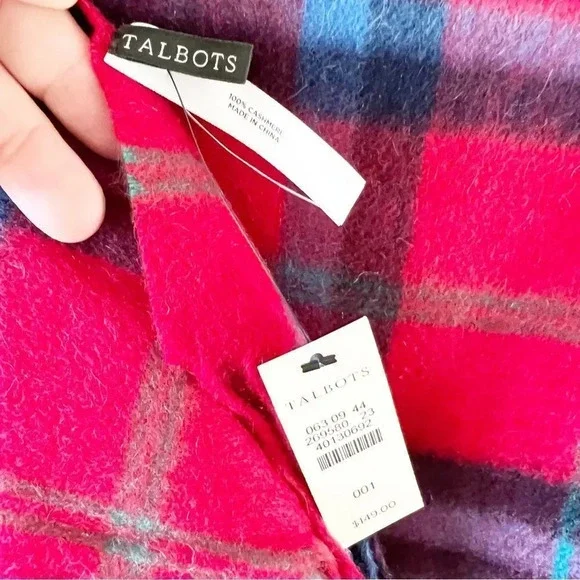 TALBOTS
100% CASHMERE
MADE IN CHINA
TALBOTS
063 09 44
269580 23
40130692
001
$149.00